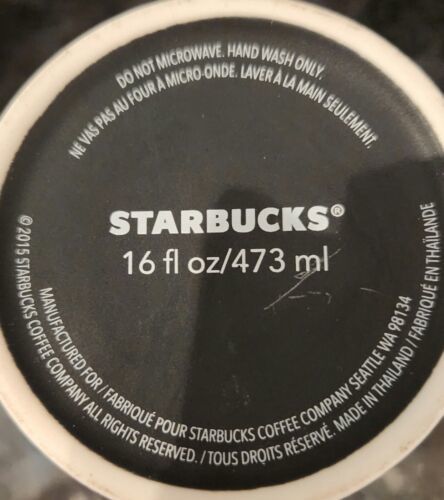 DO NOT MICROWAVE. HAND WASH ONLY.
NE VAS PAS AU FOUR À MICRO-ONDE. LAVER À LA MAIN SEULEMENT.
STARBUCKS®
16 fl oz/473 ml
MANUFACTURED FOR / FABRIQUÉ POUR STARBUCKS COFFEE COMPANY SEATTLE WA 98134
©2015 STARBUCKS COFFEE COMPANY ALL RIGHTS RESERVED. / TOUS DROITS RÉSERVÉ. MADE IN THAILAND / FABRIQUÉ EN THAÏLANDE